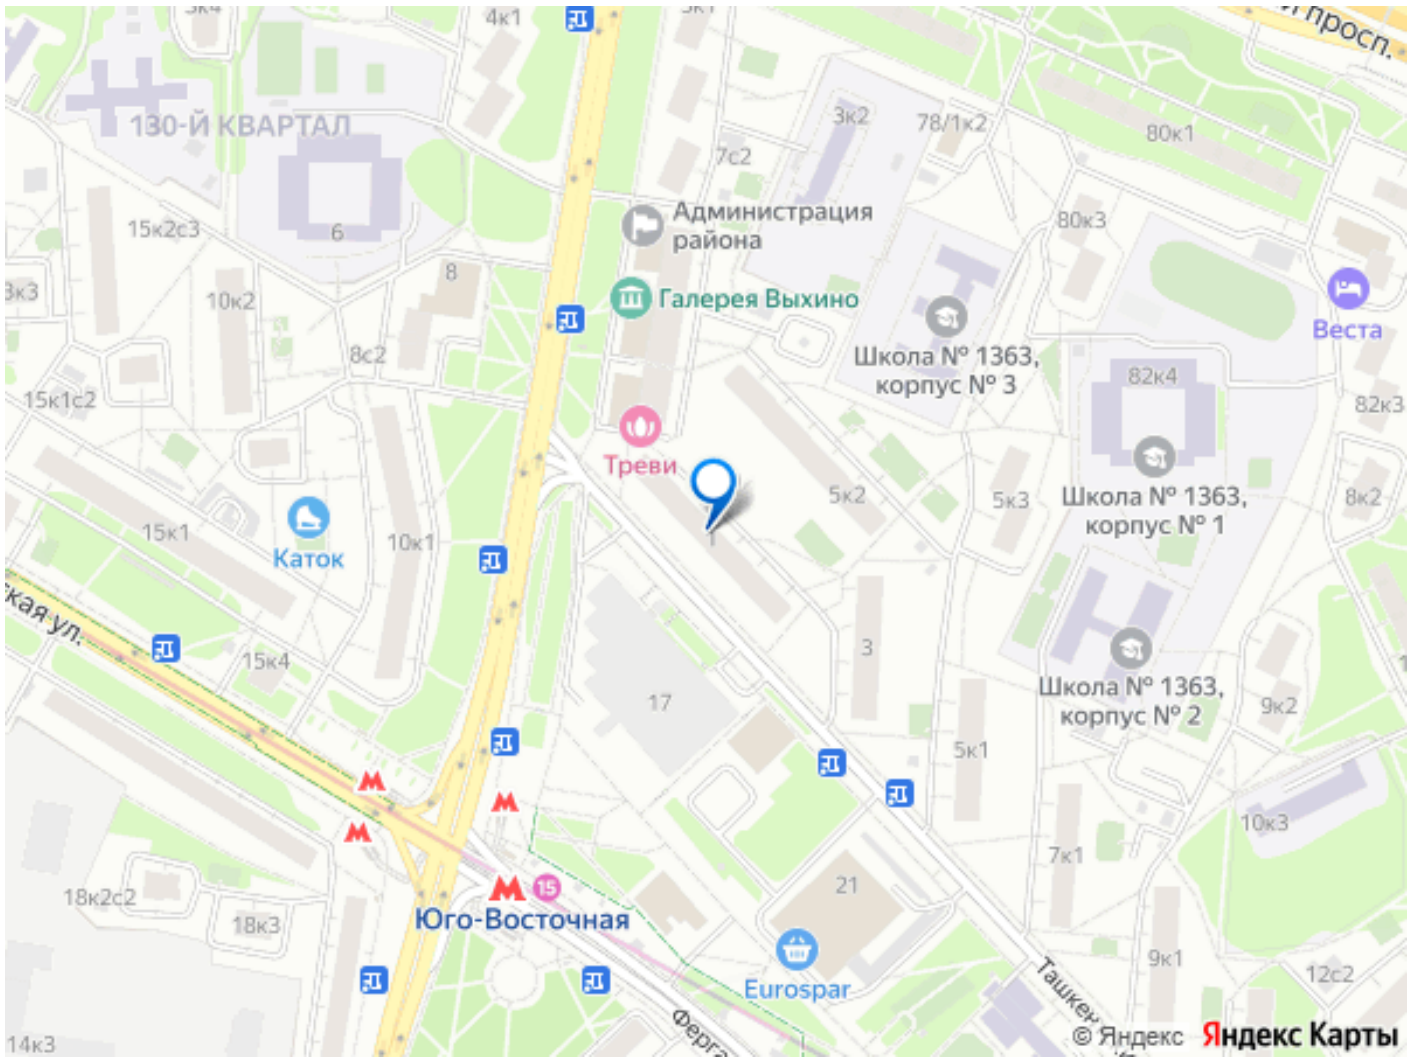 4к1
й просп.
130-Й КВАРТАЛ
3к2
78/1к2
80к1
7с2
Администрация
района
80к3
15к2с3
6
8
3к3
10к2
Галерея Выхино
Веста
Школа № 1363,
корпус № 3
8с2
82к4
15к1с2
82к3
Треви
5к2
5к3
Школа № 1363,
корпус № 1
8к2
15к1
10к1
1
Каток
ская ул.
15к4
3
17
Школа № 1363,
корпус № 2
9к2
5к1
10к3
7к1
21
18к2с2
15
18к3
Юго-Восточная
9к1
12с2
Eurospar
Ташкен
Ферга
14к3
© Яндекс Яндекс Карты